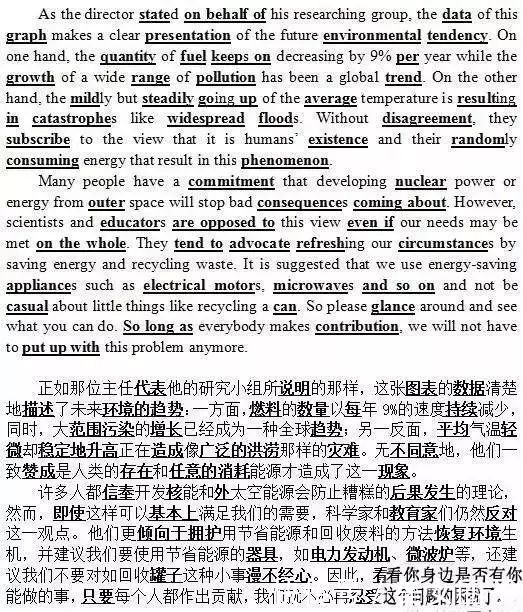 As the director stated on behalf of his researching group, the data of this
graph makes a clear presentation of the future environmental tendency. On
one hand, the quantity of fuel keeps on decreasing by 9% per year while the
growth of a wide range of pollution has been a global trend. On the other
hand, the mildly but steadily going up of the average temperature is resulting
in catastrophes like widespread floods. Without disagreement, they
subscribe to the view that it is humans' existence and their randomly
consuming energy that result in this phenomenon.
Many people have a commitment that developing nuclear power or
energy from outer space will stop bad consequences coming about. However,
scientists and educators are opposed to this view even if our needs may be
met on the whole. They tend to advocate refreshing our circumstances by
saving energy and recycling waste. It is suggested that we use energy-saving
appliances such as electrical motors, microwaves and so on and not be
casual about little things like recycling a can. So please glance around and see
what you can do. So long as everybody makes contribution, we will not have
to put up with this problem anymore.
正如那位主任代表他的研究小组所说明的那样，这张图表的数据清楚
地描述了未来环境的趋势：一方面，燃料的数量以每年 9%的速度持续减少，
同时，大范围污染的增长已经成为一种全球趋势；另一反面，平均气温轻
微却稳定地升高正在造成像广泛的洪涝那样的灾难。无不同意地，他们一
致赞成是人类的存在和任意的消耗能源才造成了这一现象。
许多人都信奉开发核能和外太空能源会防止糟糕的后果发生的理论，
然而，即使这样可以基本上满足我们的需要，科学家和教育家们仍然反对
这一观点。他们更倾向于拥护用节省能源和回收废料的方法恢复环境生
机，并建议我们要使用节省能源的器具，如电力发动机、微波炉等，还建
议我们不要对如回收罐子这种小事漫不经心。因此，看看你身边是否有你
能做的事，只要每个人都作出贡献，我们就不必再忍受这个问题了。